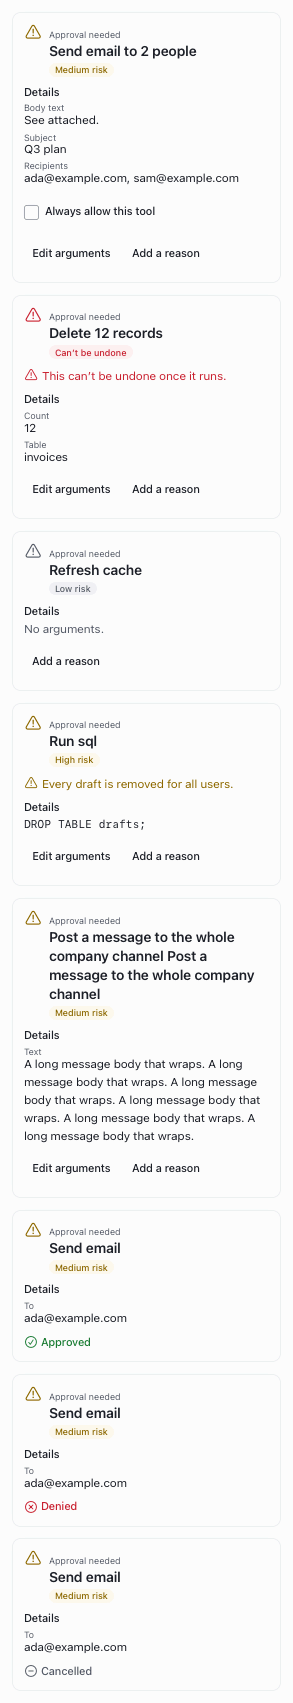 Approval needed
Send email to 2 people
Medium risk
Details
Body text
See attached.
Subject
Q3 plan
Recipients
ada@example.com, sam@example.com
Always allow this tool
Edit arguments Add a reason
Approval needed
Delete 12 records
Can't be undone
This can't be undone once it runs.
Details
Count
12
Table
invoices
Edit arguments Add a reason
Approval needed
Refresh cache
Low risk
Details
No arguments.
Add a reason
Approval needed
Run sql
High risk
Every draft is removed for all users.
Details
DROP TABLE drafts;
Edit arguments Add a reason
Approval needed
Post a message to the whole
company channel Post a
message to the whole company
channel
Medium risk
Details
Text
A long message body that wraps. A long
message body that wraps. A long message
body that wraps. A long message body that
wraps. A long message body that wraps. A
long message body that wraps.
Edit arguments Add a reason
Approval needed
Send email
Medium risk
Details
To
ada@example.com
Approved
Approval needed
Send email
Medium risk
Details
To
ada@example.com
Denied
Approval needed
Send email
Medium risk
Details
To
ada@example.com
Cancelled